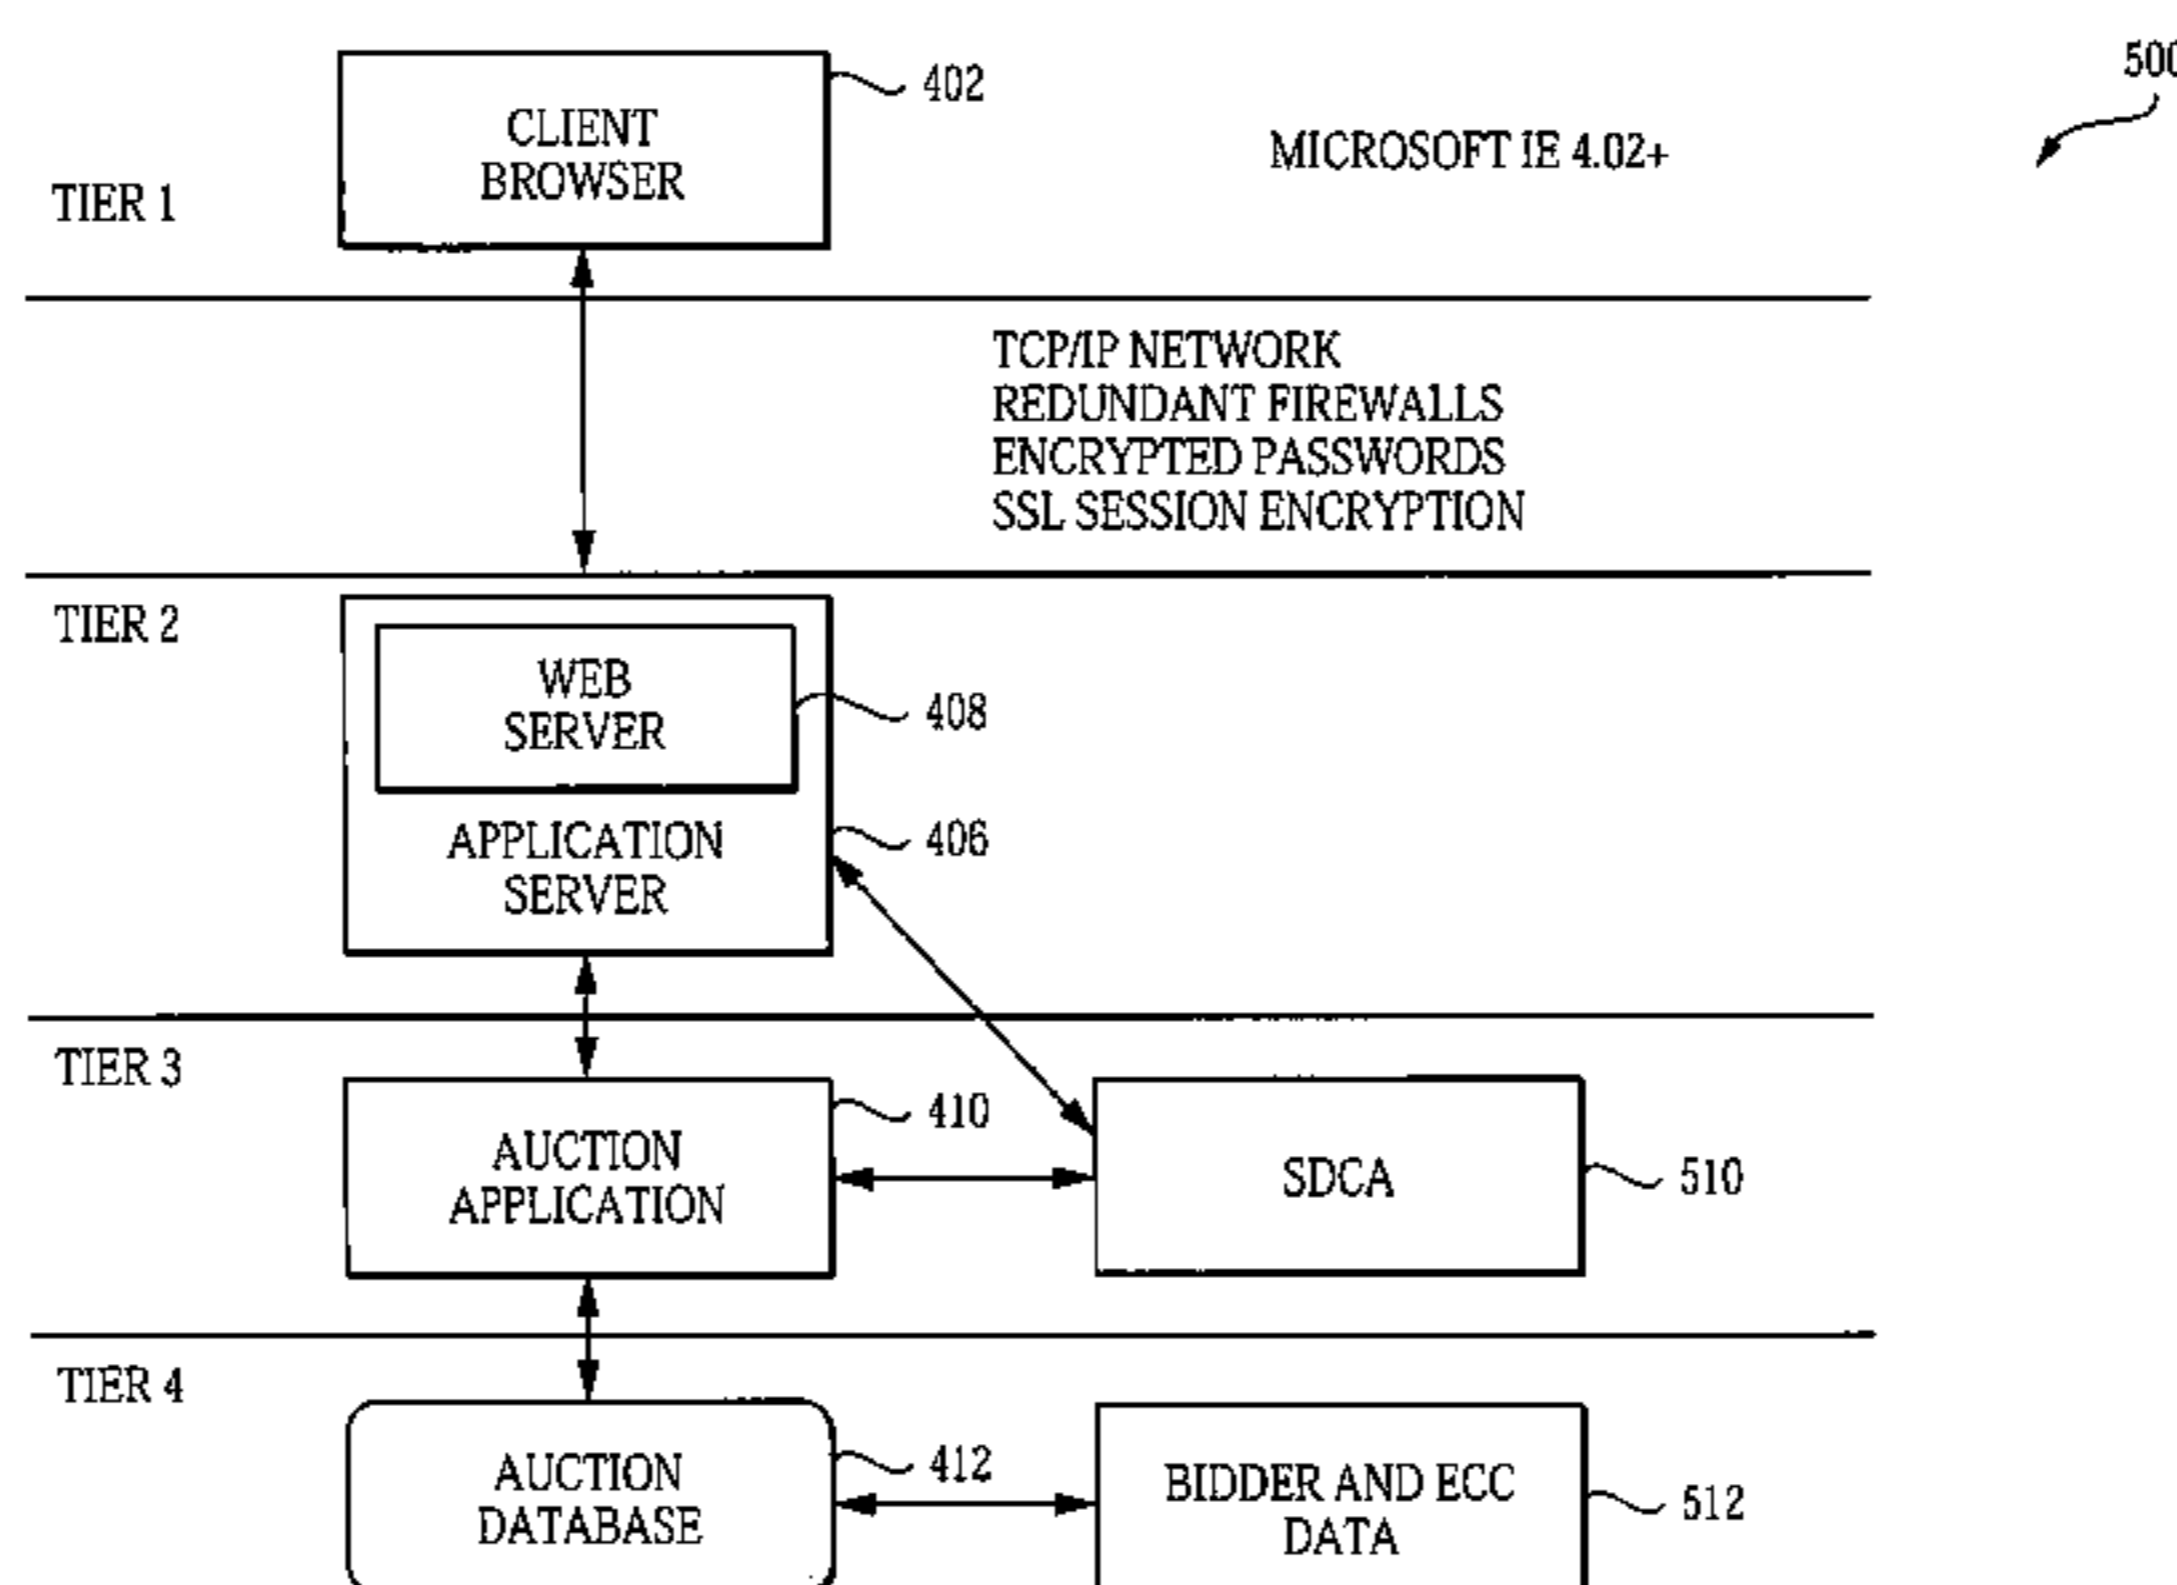 402
500
CLIENT
BROWSER
MICROSOFT IE 4.02+
TIER 1
TCP/IP NETWORK
REDUNDANT FIREWALLS
ENCRYPTED PASSWORDS
SSL SESSION ENCRYPTION
TIER 2
WEB
SERVER
408
APPLICATION
SERVER
406
TIER 3
AUCTION
APPLICATION
410
SDCA
510
TIER 4
AUCTION
DATABASE
412
BIDDER AND ECC
DATA
512